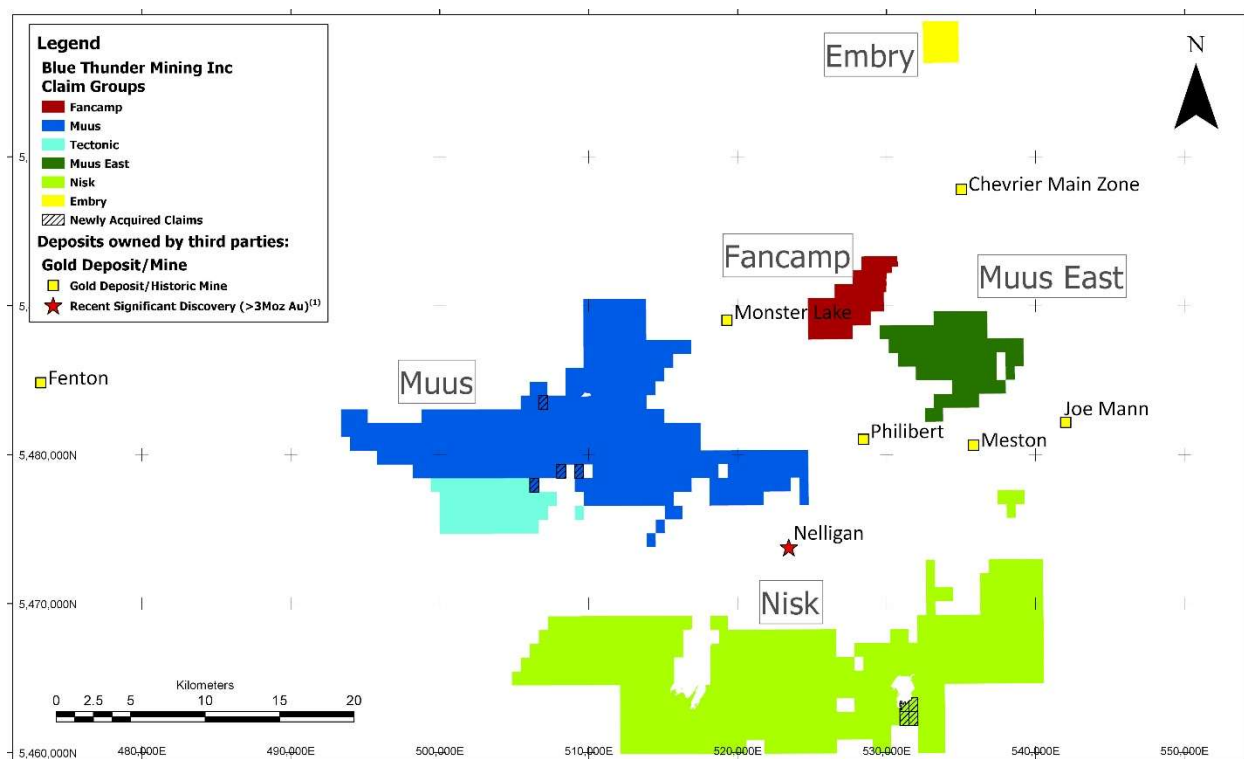 Legend
Blue Thunder Mining Inc
Claim Groups
Fancamp
Muus
Tectonic
Muus East
Nisk
Embry
Newly Acquired Claims
Deposits owned by third parties:
Gold Deposit/Mine
Gold Deposit/Historic Mine
Recent Significant Discovery (>3Moz Au)(1)
Embry
N
5,
Chevrier Main Zone
Fancamp
Muus East
5,
Monster Lake
Fenton
Muus
Joe Mann
Philibert
Meston
5,480,000N
Nelligan
Nisk
5,470,000N
Kilometers
0 2.5 5 10 15 20
5,460,000N
480,000E 490,000E 500,000E 510,000E 520,000E 530,000E 540,000E 550,000E